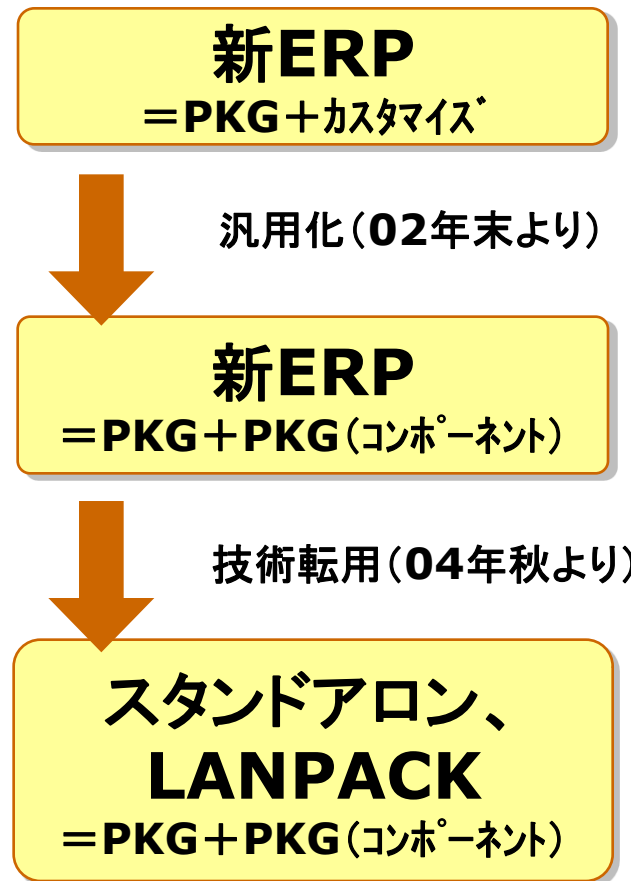 新ERP
＝PKG＋ｶｽﾀﾏｲｽﾞ
汎用化（02年末より）
新ERP
＝PKG＋PKG（ｺﾝﾎﾟｰﾈﾝﾄ）
技術転用（04年秋より）
スタンドアロン、
LANPACK
＝PKG＋PKG（ｺﾝﾎﾟｰﾈﾝﾄ）